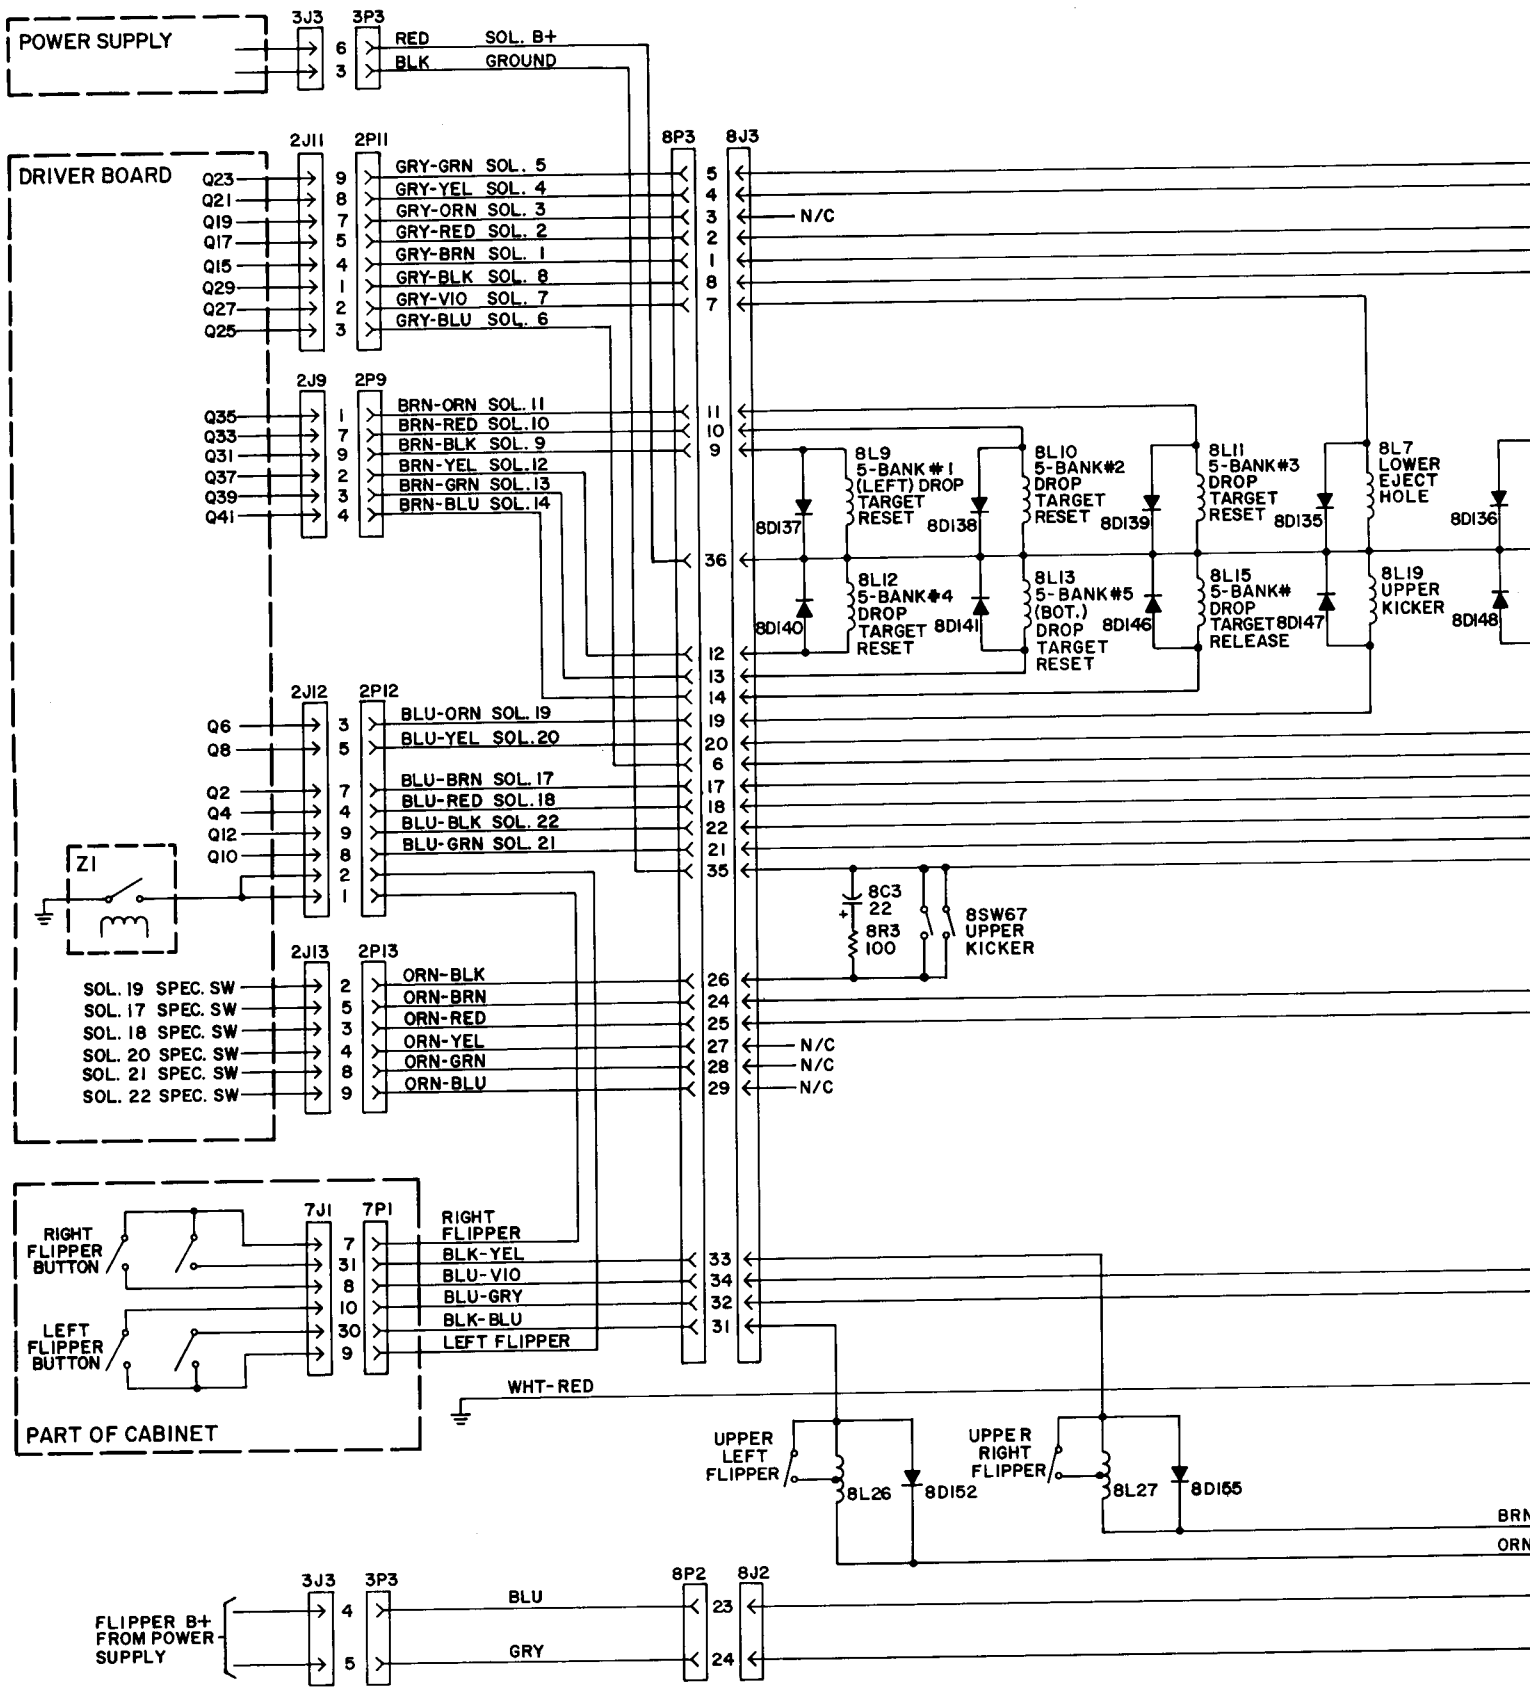 3J3 3P3
POWER SUPPLY
6 RED SOL. B+
3 BLK GROUND
2J11 2P11
8P3 8J3
DRIVER BOARD
Q23 9 GRY-GRN SOL. 5 5
Q21 8 GRY-YEL SOL. 4 4
Q19 7 GRY-ORN SOL. 3 3 N/C
Q17 5 GRY-RED SOL. 2 2
Q15 4 GRY-BRN SOL. 1 1
Q29 1 GRY-BLK SOL. 8 8
Q27 2 GRY-VIO SOL. 7 7
Q25 3 GRY-BLU SOL. 6
2J9 2P9
Q35 1 BRN-ORN SOL. 11 11
Q33 7 BRN-RED SOL. 10 10
Q31 9 BRN-BLK SOL. 9 9
Q37 2 BRN-YEL SOL. 12
Q39 3 BRN-GRN SOL. 13
Q41 4 BRN-BLU SOL. 14
8L9
5-BANK #1
(LEFT) DROP
TARGET
RESET
8D137
8L10
5-BANK#2
DROP
TARGET
RESET
8D138
8L11
5-BANK#3
DROP
TARGET
RESET
8D139
8L7
LOWER
EJECT
HOLE
8D135
8D136
36
8L12
5-BANK#4
DROP
TARGET
RESET
8D140
8L13
5-BANK#5
(BOT.)
DROP
TARGET
RESET
8D141
8L15
5-BANK#
DROP
TARGET
RELEASE
8D146
8L19
UPPER
KICKER
8D147
8D148
12
13
14
2J12 2P12
Q6 3 BLU-ORN SOL. 19 19
Q8 5 BLU-YEL SOL. 20 20
6
Q2 7 BLU-BRN SOL. 17 17
Q4 4 BLU-RED SOL. 18 18
Q12 9 BLU-BLK SOL. 22 22
Q10 8 BLU-GRN SOL. 21 21
Z1
2
35
1
8C3
22
+
8R3
100
8SW67
UPPER
KICKER
2J13 2P13
SOL. 19 SPEC. SW 2 ORN-BLK 26
SOL. 17 SPEC. SW 5 ORN-BRN 24
SOL. 18 SPEC. SW 3 ORN-RED 25
SOL. 20 SPEC. SW 4 ORN-YEL 27 N/C
SOL. 21 SPEC. SW 8 ORN-GRN 28 N/C
SOL. 22 SPEC. SW 9 ORN-BLU 29 N/C
7J1 7P1
RIGHT
FLIPPER
BUTTON
7 RIGHT
FLIPPER
31 BLK-YEL 33
8 BLU-VIO 34
10 BLU-GRY 32
30 BLK-BLU 31
9 LEFT FLIPPER
LEFT
FLIPPER
BUTTON
WHT-RED
PART OF CABINET
UPPER
LEFT
FLIPPER
8L26
8D152
UPPER
RIGHT
FLIPPER
8L27
8D155
BRN
ORN
3J3 3P3
8P2 8J2
FLIPPER B+
FROM POWER
SUPPLY
4 BLU 23
5 GRY 24